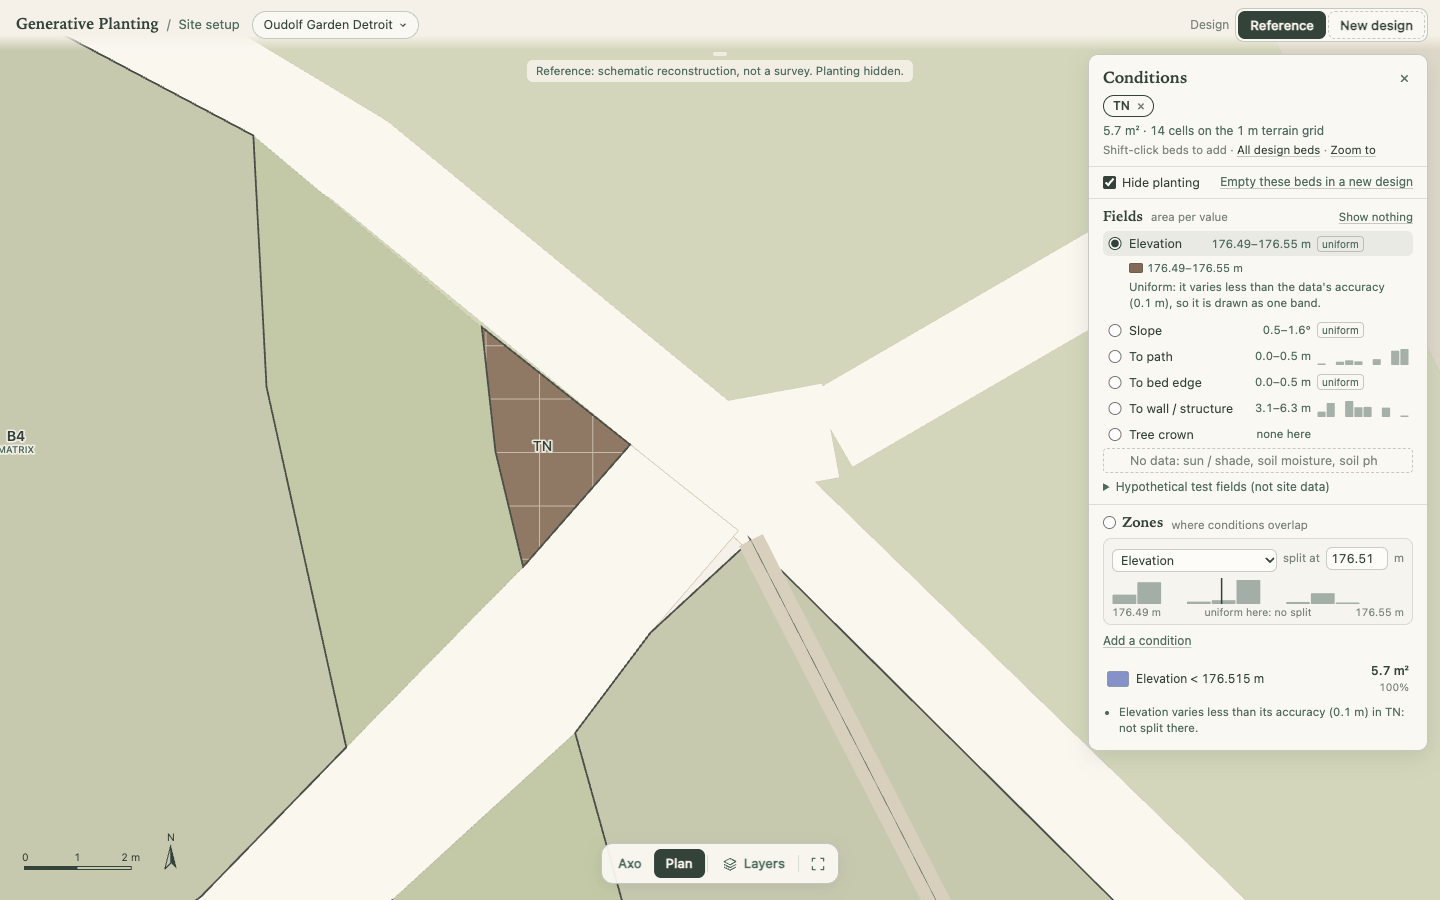 Generative Planting / Site setup Oudolf Garden Detroit
Design Reference New design
Reference: schematic reconstruction, not a survey. Planting hidden.
Conditions ×
TN ×
5.7 m² · 14 cells on the 1 m terrain grid
Shift-click beds to add · All design beds · Zoom to
Hide planting Empty these beds in a new design
Fields area per value Show nothing
Elevation 176.49–176.55 m uniform
176.49–176.55 m
Uniform: it varies less than the data's accuracy
(0.1 m), so it is drawn as one band.
Slope 0.5–1.6° uniform
To path 0.0–0.5 m
To bed edge 0.0–0.5 m uniform
To wall / structure 3.1–6.3 m
Tree crown none here
No data: sun / shade, soil moisture, soil ph
Hypothetical test fields (not site data)
Zones where conditions overlap
Elevation split at 176.51 m
176.49 m uniform here: no split 176.55 m
Add a condition
Elevation < 176.515 m 5.7 m²
100%
• Elevation varies less than its accuracy (0.1 m) in TN:
not split there.
B4
MATRIX
TN
N
0 1 2 m
Axo Plan Layers